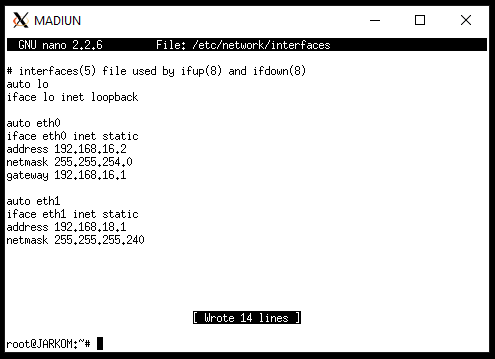 MADIUN
GNU nano 2.2.6 File: /etc/network/interfaces
# interfaces(5) file used by ifup(8) and ifdown(8)
auto lo
iface lo inet loopback
auto eth0
iface eth0 inet static
address 192.168.16.2
netmask 255.255.254.0
gateway 192.168.16.1
auto eth1
iface eth1 inet static
address 192.168.18.1
netmask 255.255.255.240
[ Wrote 14 lines ]
root@JARKOM:~#